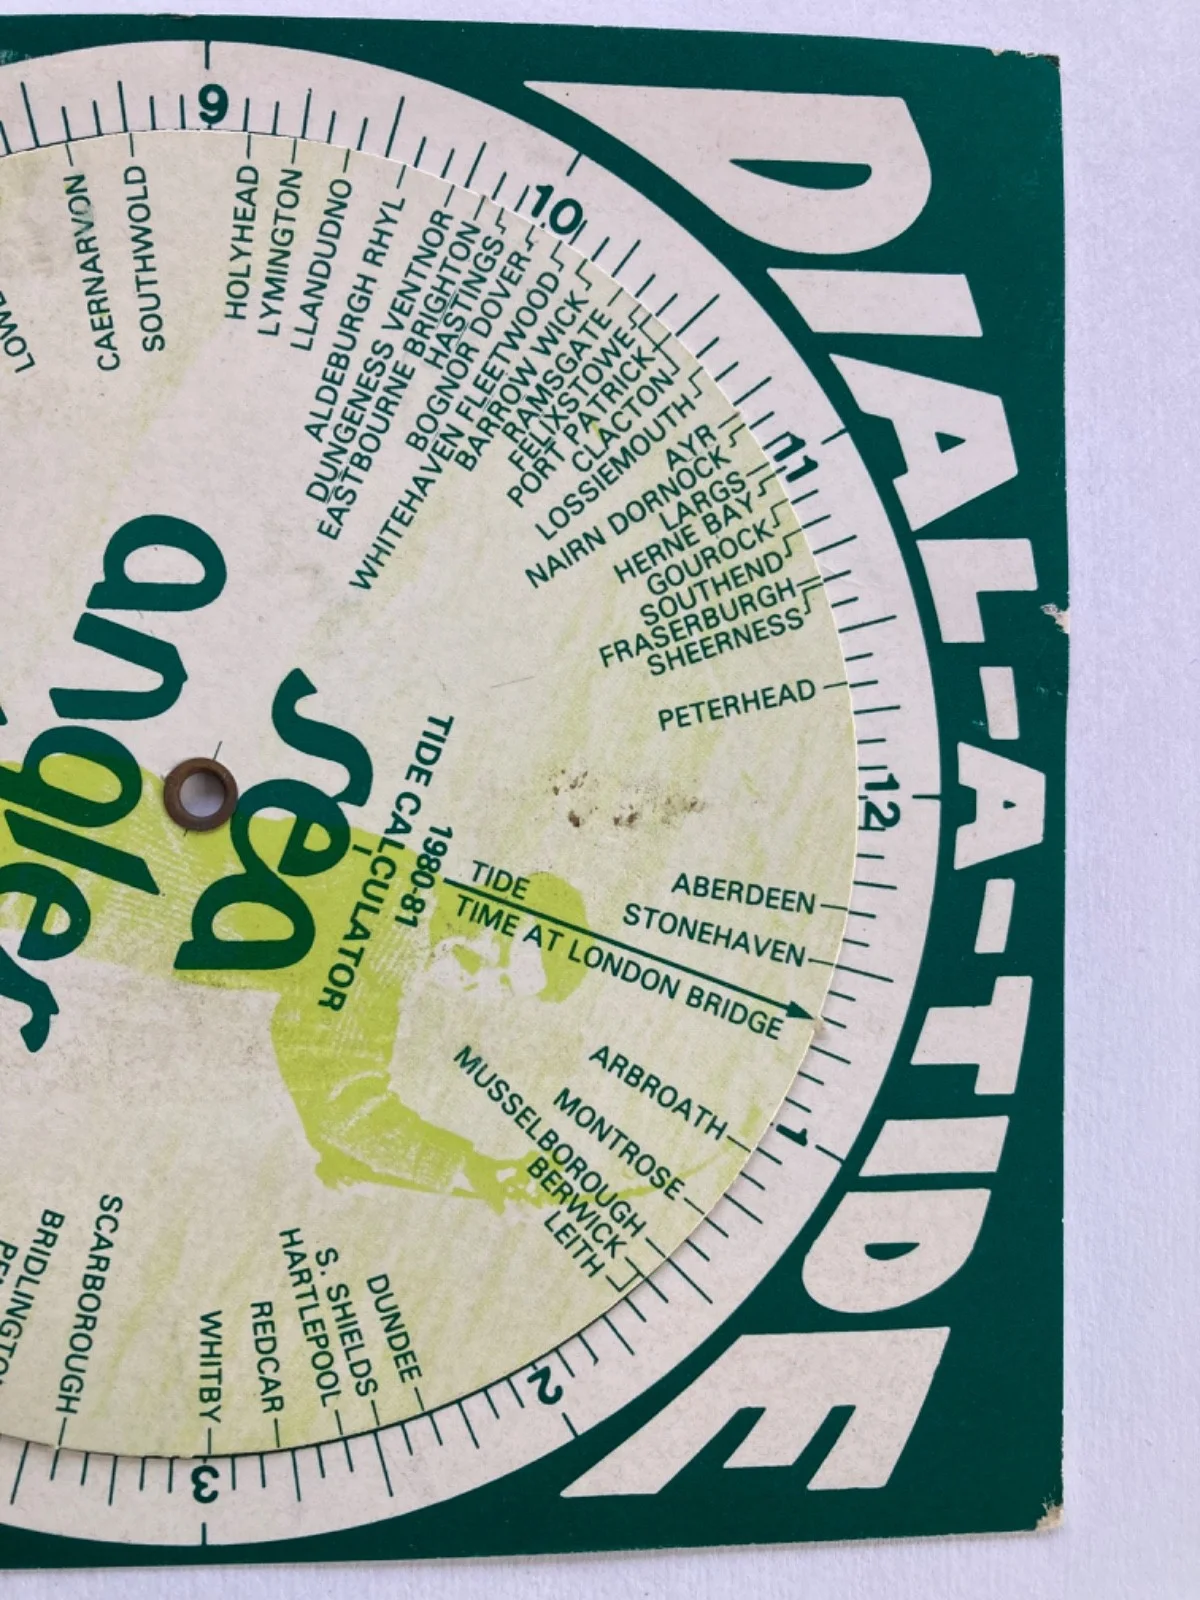 DIAL-A-TIDE
9
10
11
12
1
2
3
CAERNARVON
SOUTHWOLD
HOLYHEAD
LYMINGTON
LLANDUDNO
ALDEBURGH RHYL
DUNGENESS VENTNOR
EASTBOURNE BRIGHTON
HASTINGS
BOGNOR DOVER
WHITEHAVEN FLEETWOOD
BARROW WICK
RAMSGATE
FELIXSTOWE
PORT PATRICK
CLACTON
LOSSIEMOUTH
AYR
NAIRN DORNOCK
LARGS
HERNE BAY
GOUROCK
SOUTHEND
FRASERBURGH
SHEERNESS
PETERHEAD
ABERDEEN
STONEHAVEN
TIDE
TIME AT LONDON BRIDGE
ARBROATH
MONTROSE
MUSSELBOROUGH
BERWICK
LEITH
DUNDEE
S. SHIELDS
HARTLEPOOL
REDCAR
WHITBY
SCARBOROUGH
sea
angler
TIDE CALCULATOR
1980-81